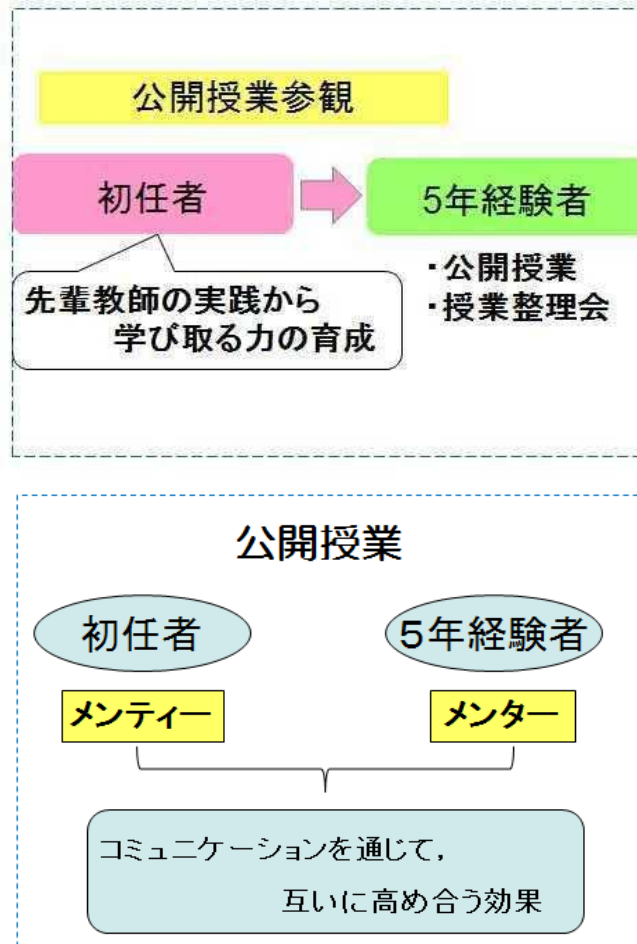 公開授業参観
初任者
5年経験者
先輩教師の実践から
学び取る力の育成
・公開授業
・授業整理会
公開授業
初任者
5年経験者
メンティー
メンター
コミュニケーションを通じて，
互いに高め合う効果